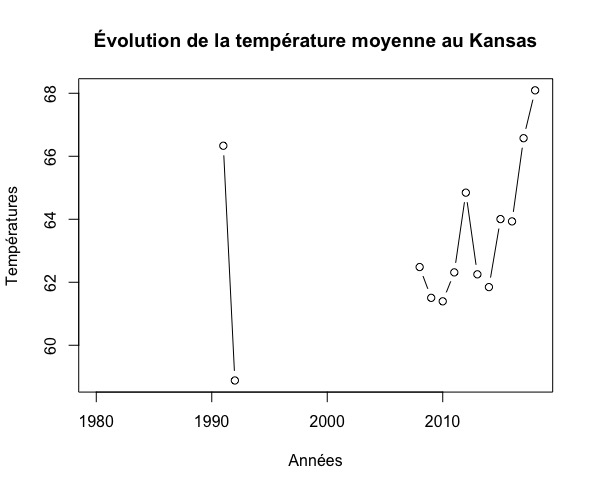 Évolution de la température moyenne au Kansas
68
66
64
62
60
Températures
1980 1990 2000 2010
Années